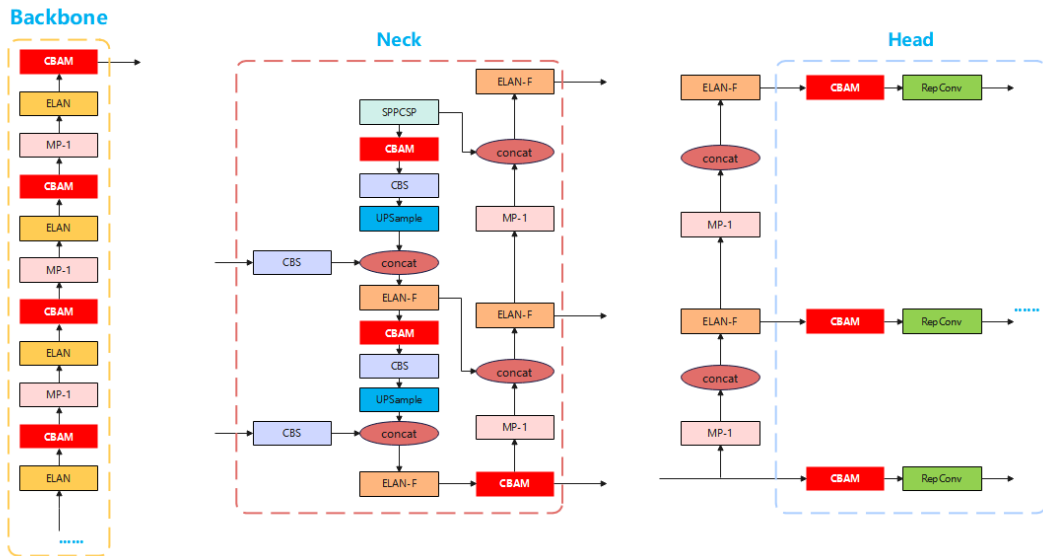 Backbone
CBAM
ELAN
MP-1
CBAM
ELAN
MP-1
CBAM
ELAN
MP-1
CBAM
ELAN
......
Neck
ELAN-F
SPPCSP
concat
CBAM
CBS
UPSample
MP-1
CBS
concat
ELAN-F
ELAN-F
CBAM
CBS
concat
UPSample
MP-1
CBS
concat
ELAN-F
CBAM
Head
ELAN-F
CBAM
RepConv
concat
MP-1
ELAN-F
CBAM
RepConv
......
concat
MP-1
CBAM
RepConv